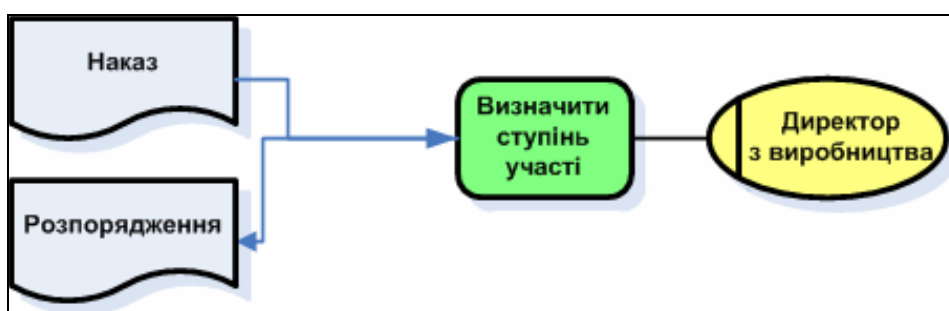 Наказ
Визначити
ступінь
участі
Директор
з виробництва
Розпорядження